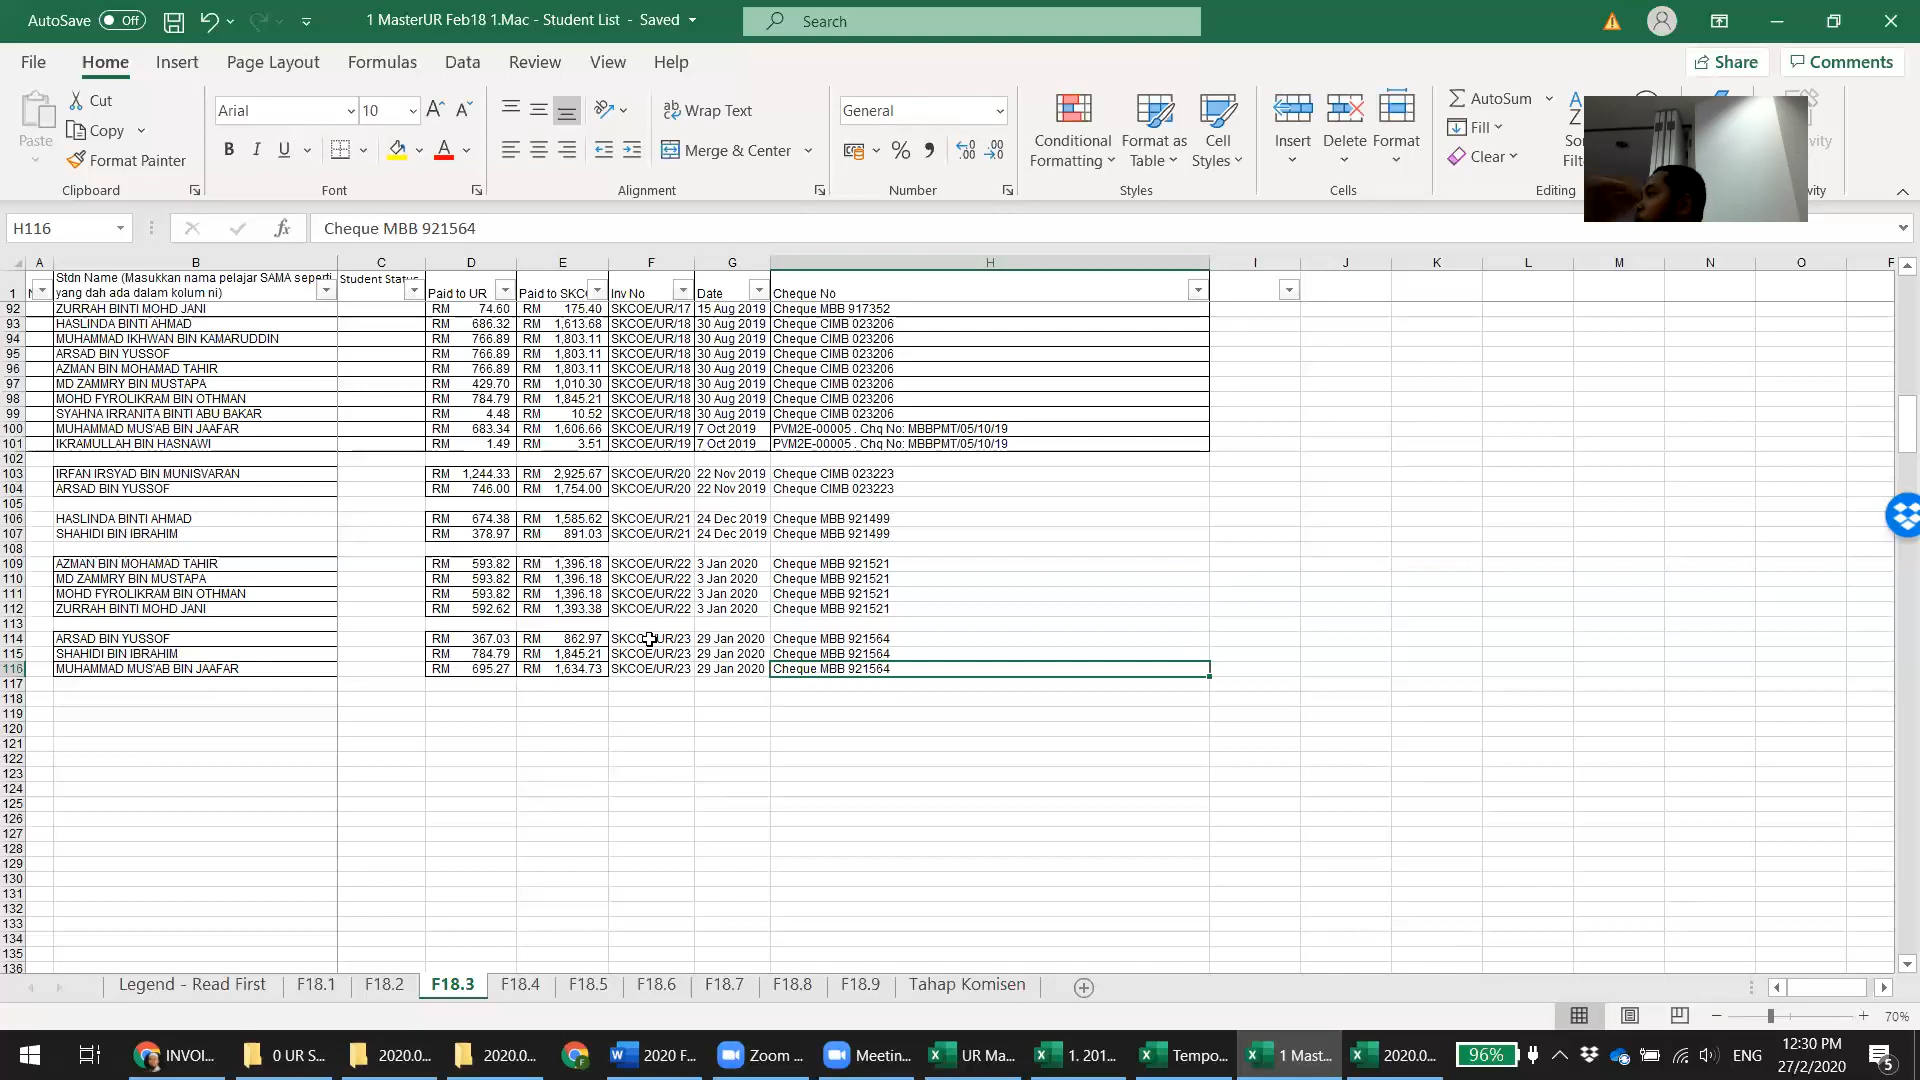 AutoSave Off 1 MasterUR Feb18 1.Mac - Student List - Saved Search
File Home Insert Page Layout Formulas Data Review View Help Share Comments
Paste Cut Copy Format Painter Arial 10 Wrap Text Merge & Center General Conditional Formatting Format as Table Cell Styles Insert Delete Format AutoSum Fill Clear
Clipboard Font Alignment Number Styles Cells Editing
H116 fx Cheque MBB 921564
A B C D E F G H I J K L M N O
1 Stdn Name (Masukkan nama pelajar SAMA seperti yang dah ada dalam kolum ni) Student Status Paid to UR Paid to SKC Inv No Date Cheque No
92 ZURRAH BINTI MOHD JANI RM 74.60 RM 175.40 SKCOE/UR/17 15 Aug 2019 Cheque MBB 917352
93 HASLINDA BINTI AHMAD RM 686.32 RM 1,613.68 SKCOE/UR/18 30 Aug 2019 Cheque CIMB 023206
94 MUHAMMAD IKHWAN BIN KAMARUDDIN RM 766.89 RM 1,803.11 SKCOE/UR/18 30 Aug 2019 Cheque CIMB 023206
95 ARSAD BIN YUSSOF RM 766.89 RM 1,803.11 SKCOE/UR/18 30 Aug 2019 Cheque CIMB 023206
96 AZMAN BIN MOHAMAD TAHIR RM 766.89 RM 1,803.11 SKCOE/UR/18 30 Aug 2019 Cheque CIMB 023206
97 MD ZAMMRY BIN MUSTAPA RM 429.70 RM 1,010.30 SKCOE/UR/18 30 Aug 2019 Cheque CIMB 023206
98 MOHD FYROLIKRAM BIN OTHMAN RM 784.79 RM 1,845.21 SKCOE/UR/18 30 Aug 2019 Cheque CIMB 023206
99 SYAHNA IRRANITA BINTI ABU BAKAR RM 4.48 RM 10.52 SKCOE/UR/18 30 Aug 2019 Cheque CIMB 023206
100 MUHAMMAD MUS'AB BIN JAAFAR RM 683.34 RM 1,606.66 SKCOE/UR/19 7 Oct 2019 PVM2E-00005 . Chq No: MBBPMT/05/10/19
101 IKRAMULLAH BIN HASNAWI RM 1.49 RM 3.51 SKCOE/UR/19 7 Oct 2019 PVM2E-00005 . Chq No: MBBPMT/05/10/19
102
103 IRFAN IRSYAD BIN MUNISVARAN RM 1,244.33 RM 2,925.67 SKCOE/UR/20 22 Nov 2019 Cheque CIMB 023223
104 ARSAD BIN YUSSOF RM 746.00 RM 1,754.00 SKCOE/UR/20 22 Nov 2019 Cheque CIMB 023223
105
106 HASLINDA BINTI AHMAD RM 674.38 RM 1,585.62 SKCOE/UR/21 24 Dec 2019 Cheque MBB 921499
107 SHAHIDI BIN IBRAHIM RM 378.97 RM 891.03 SKCOE/UR/21 24 Dec 2019 Cheque MBB 921499
108
109 AZMAN BIN MOHAMAD TAHIR RM 593.82 RM 1,396.18 SKCOE/UR/22 3 Jan 2020 Cheque MBB 921521
110 MD ZAMMRY BIN MUSTAPA RM 593.82 RM 1,396.18 SKCOE/UR/22 3 Jan 2020 Cheque MBB 921521
111 MOHD FYROLIKRAM BIN OTHMAN RM 593.82 RM 1,396.18 SKCOE/UR/22 3 Jan 2020 Cheque MBB 921521
112 ZURRAH BINTI MOHD JANI RM 592.62 RM 1,393.38 SKCOE/UR/22 3 Jan 2020 Cheque MBB 921521
113
114 ARSAD BIN YUSSOF RM 367.03 RM 862.97 SKCOE/UR/23 29 Jan 2020 Cheque MBB 921564
115 SHAHIDI BIN IBRAHIM RM 784.79 RM 1,845.21 SKCOE/UR/23 29 Jan 2020 Cheque MBB 921564
116 MUHAMMAD MUS'AB BIN JAAFAR RM 695.27 RM 1,634.73 SKCOE/UR/23 29 Jan 2020 Cheque MBB 921564
117
118
119
120
121
122
123
124
125
126
127
128
129
130
131
132
133
134
135
136
Legend - Read First F18.1 F18.2 F18.3 F18.4 F18.5 F18.6 F18.7 F18.8 F18.9 Tahap Komisen
70%
INVOI... 0 UR S... 2020.0... 2020.0... 2020 F... Zoom ... Meetin... UR Ma... 1. 201... Tempo... 1 Mast... 2020.0... 96% ENG 12:30 PM
27/2/2020 5